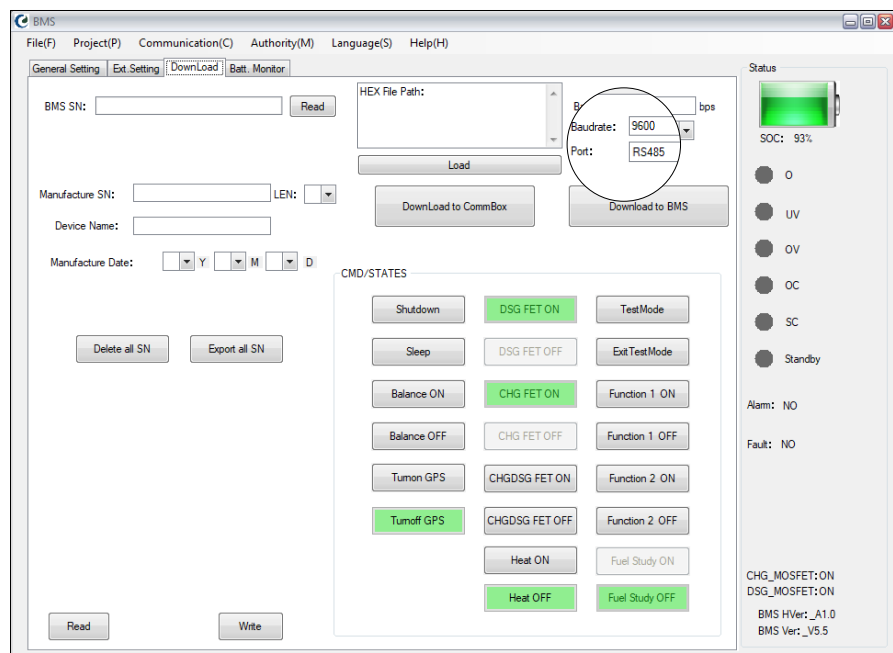 BMS
File(F) Project(P) Communication(C) Authority(M) Language(S) Help(H)
General Setting Ext.Setting DownLoad Batt. Monitor
Status
BMS SN: Read
HEX File Path:
bps
Baudrate: 9600
Port: RS485
Load
SOC: 93%
O
Manufacture SN: LEN:
DownLoad to CommBox Download to BMS
UV
Device Name:
OV
Manufacture Date: Y M D
CMD/STATES
OC
Shutdown DSG FET ON TestMode
SC
Delete all SN Export all SN
Sleep DSG FET OFF ExitTestMode
Standby
Balance ON CHG FET ON Function 1 ON
Alarm: NO
Balance OFF CHG FET OFF Function 1 OFF
Fault: NO
Turnon GPS CHGDSG FET ON Function 2 ON
Turnoff GPS CHGDSG FET OFF Function 2 OFF
Heat ON Fuel Study ON
CHG_MOSFET:ON
DSG_MOSFET:ON
Heat OFF Fuel Study OFF
BMS HVer:_A1.0
BMS Ver:_V5.5
Read Write